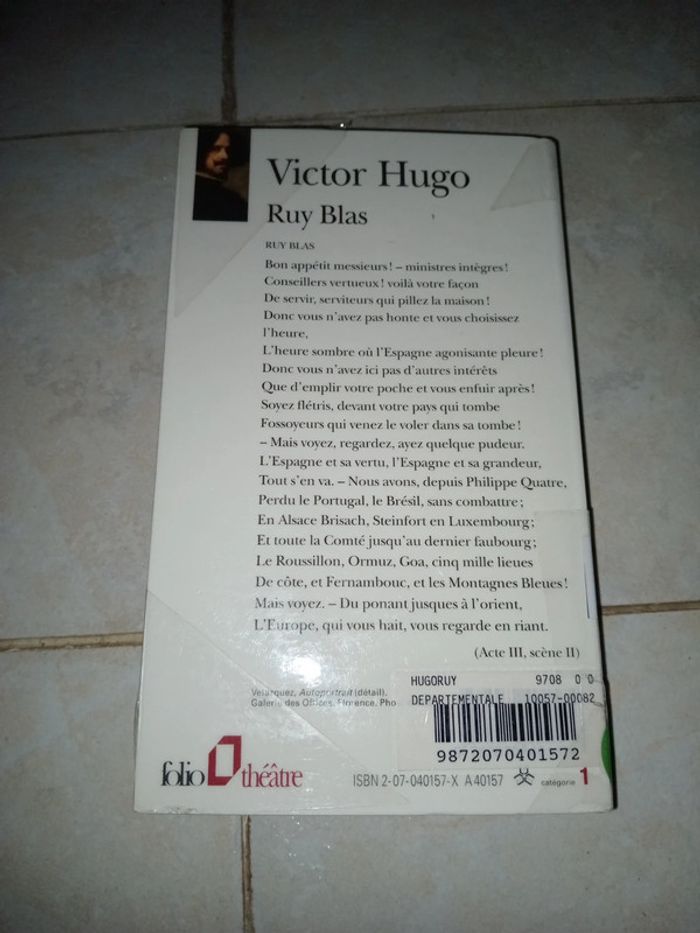 Victor Hugo
Ruy Blas
RUY BLAS
Bon appétit messieurs ! – ministres intègres !
Conseillers vertueux ! voilà votre façon
De servir, serviteurs qui pillez la maison !
Donc vous n'avez pas honte et vous choisissez
l'heure,
L'heure sombre où l'Espagne agonisante pleure !
Donc vous n'avez ici pas d'autres intérêts
Que d'emplir votre poche et vous enfuir après !
Soyez flétris, devant votre pays qui tombe
Fossoyeurs qui venez le voler dans sa tombe !
– Mais voyez, regardez, ayez quelque pudeur.
L'Espagne et sa vertu, l'Espagne et sa grandeur,
Tout s'en va. – Nous avons, depuis Philippe Quatre,
Perdu le Portugal, le Brésil, sans combattre ;
En Alsace Brisach, Steinfort en Luxembourg ;
Et toute la Comté jusqu'au dernier faubourg ;
Le Roussillon, Ormuz, Goa, cinq mille lieues
De côte, et Fernambouc, et les Montagnes Bleues !
Mais voyez. – Du ponant jusques à l'orient,
L'Europe, qui vous hait, vous regarde en riant.
(Acte III, scène II)
Velázquez, Autoportrait (détail).
Galerie des Offices, Florence. Pho
HUGORUY 9708 0 0
DEPARTEMENTALE 10057-00082
9872070401572
folio théâtre
ISBN 2-07-040157-X A 40157 catégorie 1